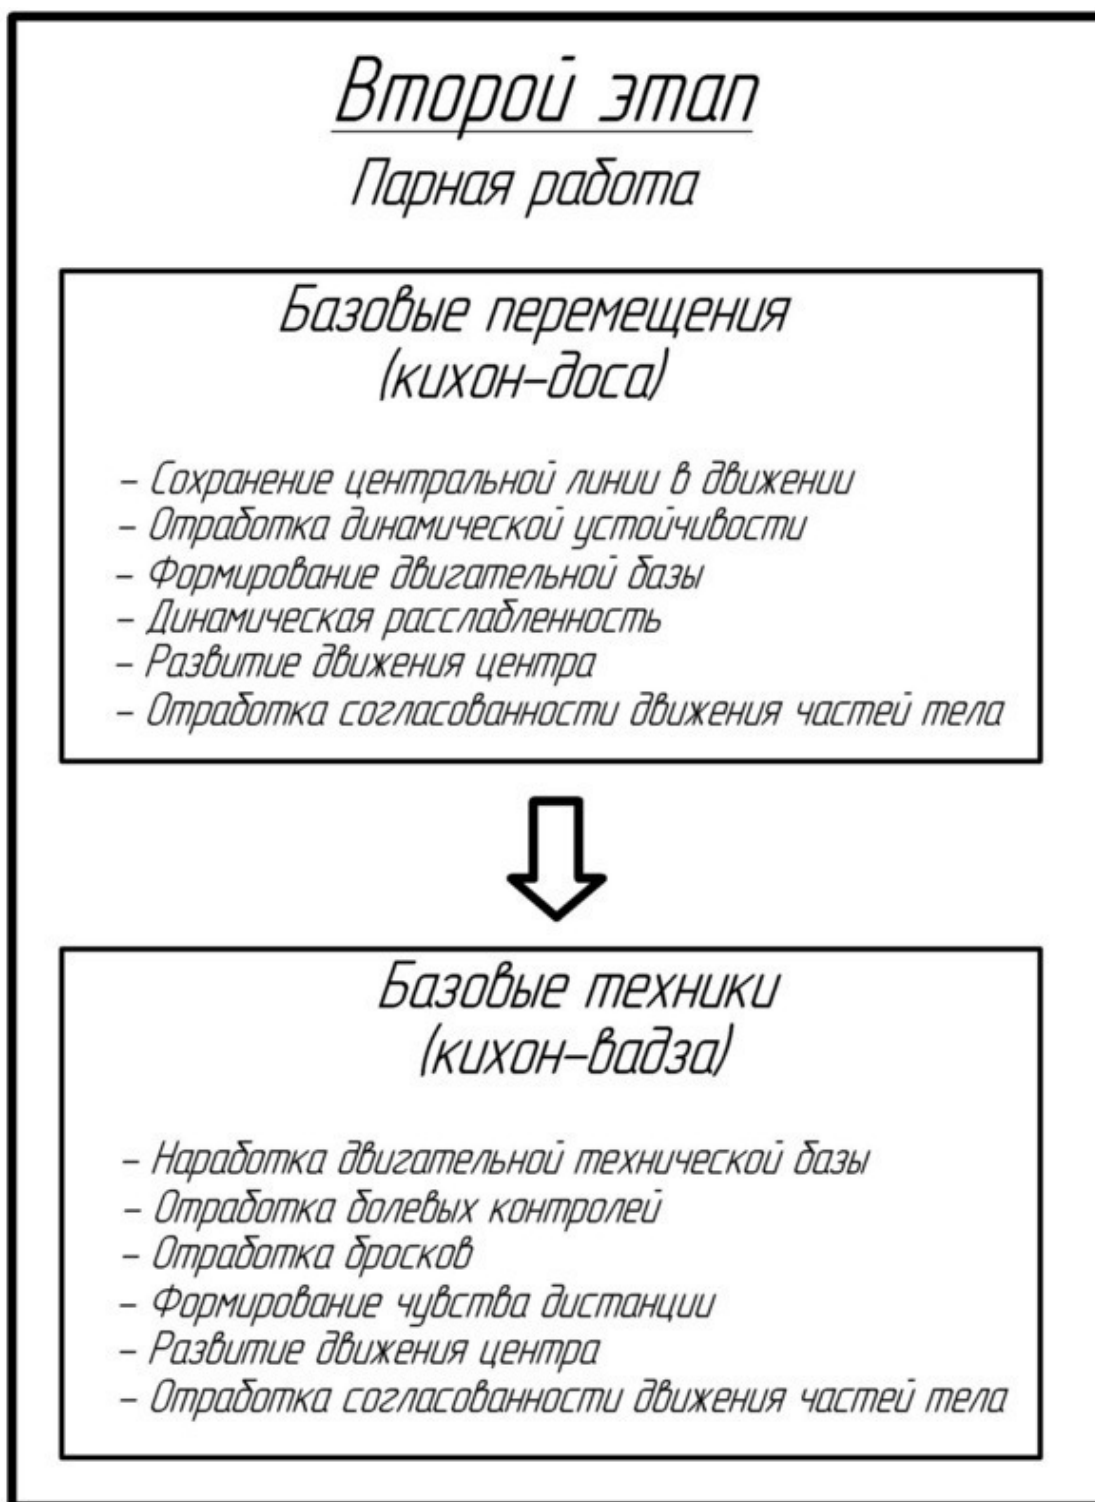 Второй этап
Парная работа
Базовые перемещения
(кихон-доса)
- Сохранение центральной линии в движении
- Отработка динамической устойчивости
- Формирование двигательной базы
- Динамическая расслабленность
- Развитие движения центра
- Отработка согласованности движения частей тела
Базовые техники
(кихон-вадза)
- Наработка двигательной технической базы
- Отработка болевых контролей
- Отработка бросков
- Формирование чувства дистанции
- Развитие движения центра
- Отработка согласованности движения частей тела